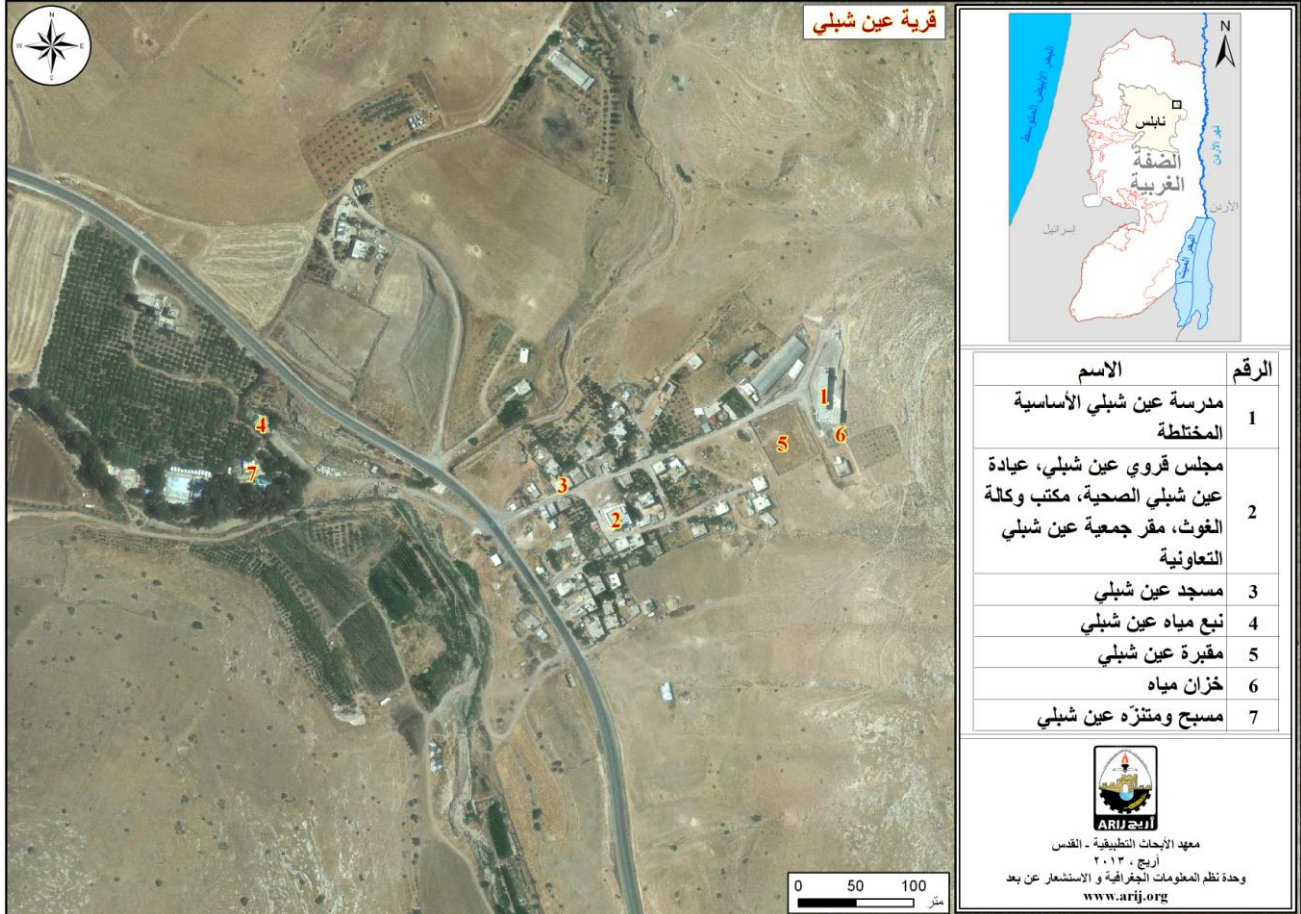 قرية عين شبلي
N
W
E
S
4
7
3
2
5
1
6
0 50 100
متر
N
البحر الابيض المتوسط
نابلس
نهر الأردن
الضفة
الغربية
الأردن
إسرائيل
البحر الميت
الرقم الاسم
1 مدرسة عين شبلي الأساسية
المختلطة
2 مجلس قروي عين شبلي، عيادة
عين شبلي الصحية، مكتب وكالة
الغوث، مقر جمعية عين شبلي
التعاونية
3 مسجد عين شبلي
4 نبع مياه عين شبلي
5 مقبرة عين شبلي
6 خزان مياه
7 مسبح ومتنزّه عين شبلي
ARIJ أريج
معهد الأبحاث التطبيقية - القدس
أريج ، ٢٠١٣
وحدة نظم المعلومات الجغرافية و الاستشعار عن بعد
www.arij.org